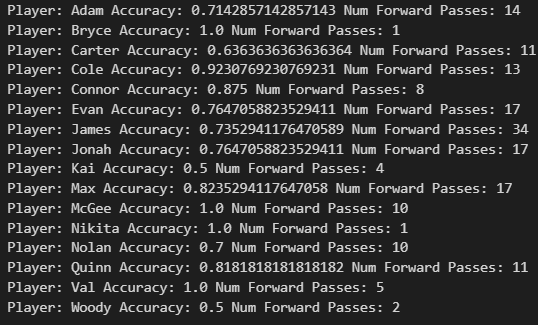 Player: Adam Accuracy: 0.7142857142857143 Num Forward Passes: 14
Player: Bryce Accuracy: 1.0 Num Forward Passes: 1
Player: Carter Accuracy: 0.6363636363636364 Num Forward Passes: 11
Player: Cole Accuracy: 0.9230769230769231 Num Forward Passes: 13
Player: Connor Accuracy: 0.875 Num Forward Passes: 8
Player: Evan Accuracy: 0.7647058823529411 Num Forward Passes: 17
Player: James Accuracy: 0.7352941176470589 Num Forward Passes: 34
Player: Jonah Accuracy: 0.7647058823529411 Num Forward Passes: 17
Player: Kai Accuracy: 0.5 Num Forward Passes: 4
Player: Max Accuracy: 0.8235294117647058 Num Forward Passes: 17
Player: McGee Accuracy: 1.0 Num Forward Passes: 10
Player: Nikita Accuracy: 1.0 Num Forward Passes: 1
Player: Nolan Accuracy: 0.7 Num Forward Passes: 10
Player: Quinn Accuracy: 0.8181818181818182 Num Forward Passes: 11
Player: Val Accuracy: 1.0 Num Forward Passes: 5
Player: Woody Accuracy: 0.5 Num Forward Passes: 2